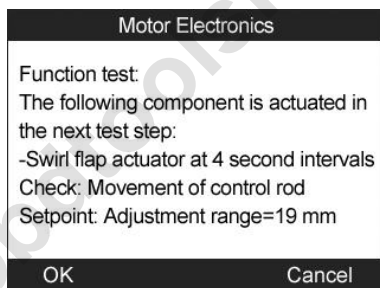 Motor Electronics
Function test:
The following component is actuated in
the next test step:
-Swirl flap actuator at 4 second intervals
Check: Movement of control rod
Setpoint: Adjustment range=19 mm
OK Cancel